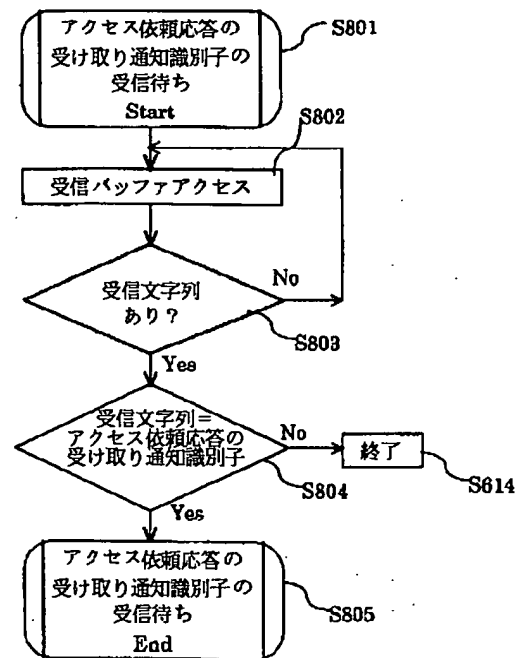 アクセス依頼応答の
受け取り通知識別子の
受信待ち
Start
S801
S802
受信バッファアクセス
受信文字列
あり？
No
S803
Yes
受信文字列＝
アクセス依頼応答の
受け取り通知識別子
No
終了
S804
S614
Yes
アクセス依頼応答の
受け取り通知識別子の
受信待ち
End
S805